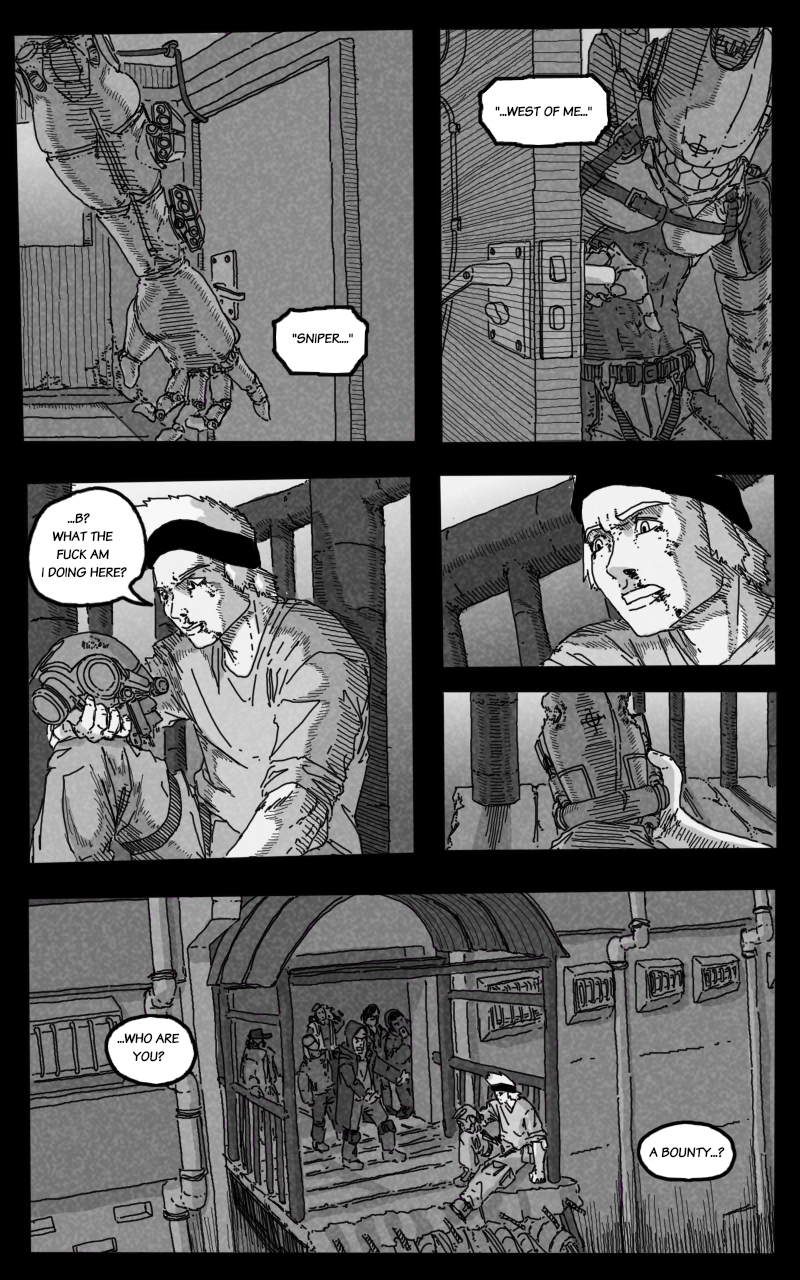 "SNIPER...."
"...WEST OF ME..."
...B?
WHAT THE
FUCK AM
I DOING HERE?
...WHO ARE
YOU?
A BOUNTY...?